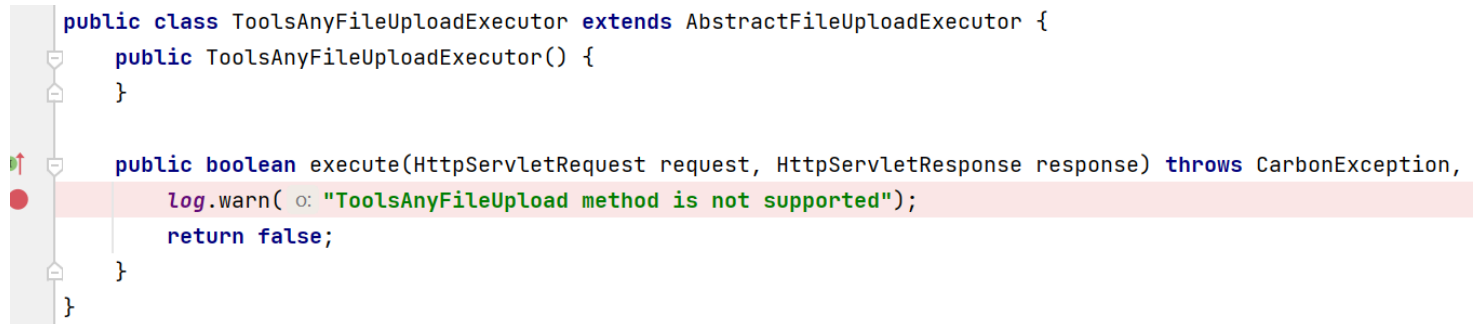 public class ToolsAnyFileUploadExecutor extends AbstractFileUploadExecutor {
    public ToolsAnyFileUploadExecutor() {
    }
    public boolean execute(HttpServletRequest request, HttpServletResponse response) throws CarbonException,
        log.warn( o: "ToolsAnyFileUpload method is not supported");
        return false;
    }
}